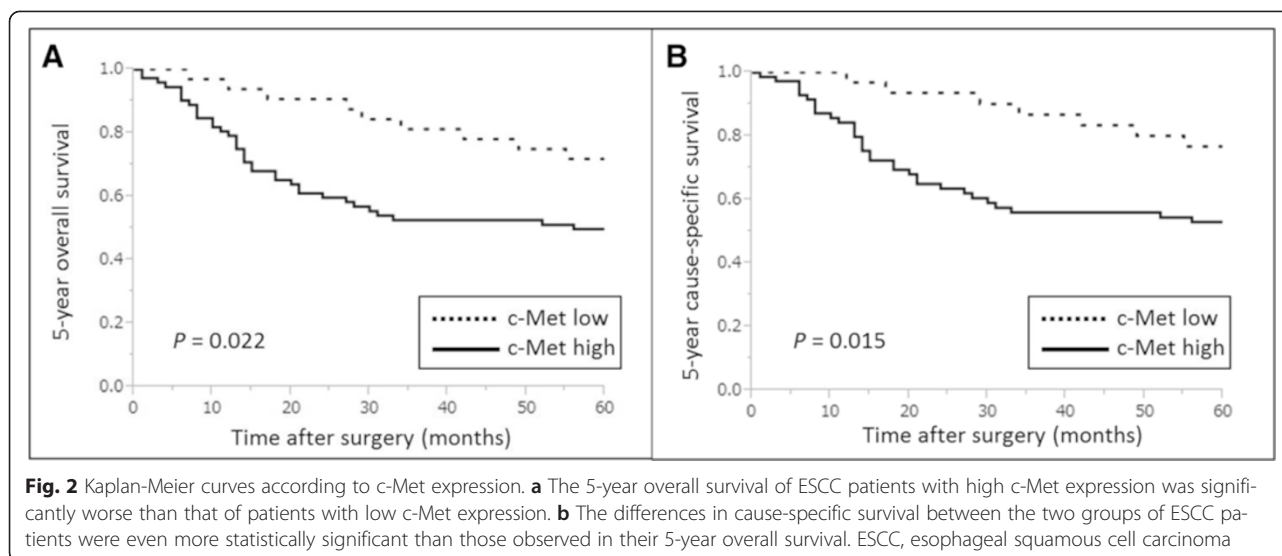 A
1.0
0.8
0.6
0.4
0.2
0.0
5-year overall survival
P = 0.022
c-Met low
c-Met high
0 10 20 30 40 50 60
Time after surgery (months)
B
1.0
0.8
0.6
0.4
0.2
0.0
5-year cause-specific survival
P = 0.015
c-Met low
c-Met high
0 10 20 30 40 50 60
Time after surgery (months)
Fig. 2 Kaplan-Meier curves according to c-Met expression. a The 5-year overall survival of ESCC patients with high c-Met expression was signifi-
cantly worse than that of patients with low c-Met expression. b The differences in cause-specific survival between the two groups of ESCC pa-
tients were even more statistically significant than those observed in their 5-year overall survival. ESCC, esophageal squamous cell carcinoma